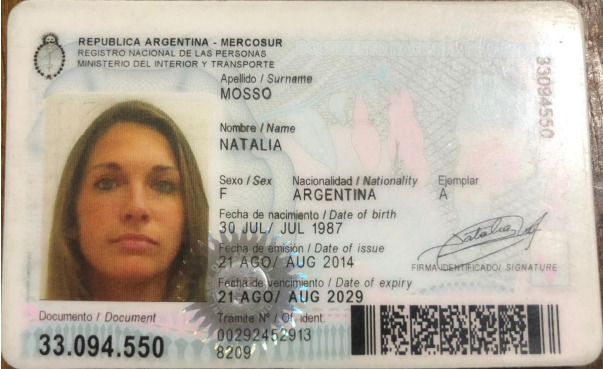 REPUBLICA ARGENTINA - MERCOSUR
REGISTRO NACIONAL DE LAS PERSONAS
MINISTERIO DEL INTERIOR Y TRANSPORTE
Apellido / Surname
MOSSO
Nombre / Name
NATALIA
Sexo / Sex Nacionalidad / Nationality Ejemplar
F ARGENTINA A
Fecha de nacimiento / Date of birth
30 JUL/ JUL 1987
Fecha de emisión / Date of issue
21 AGO/ AUG 2014
FIRMA IDENTIFICADO/ SIGNATURE
Fecha de vencimiento / Date of expiry
21 AGO/ AUG 2029
Documento / Document
33.094.550
Tramite N° / Of. ident.
00292452913
8209
33094550